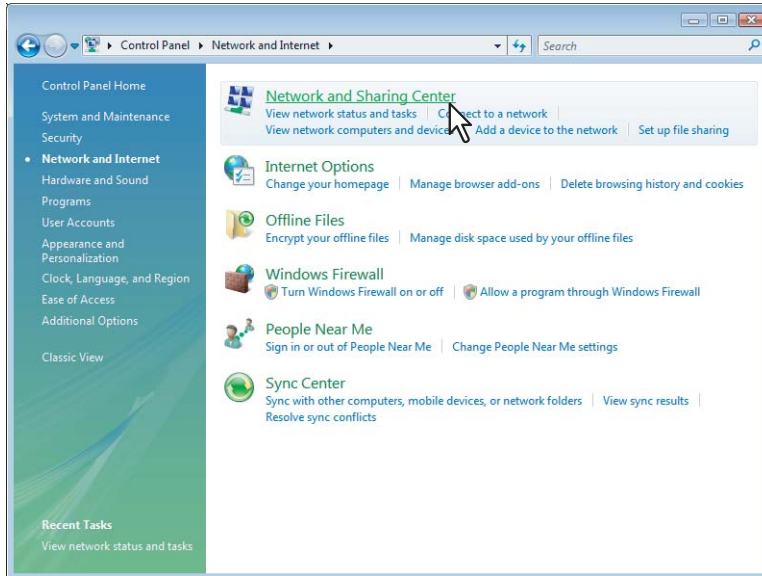 Control Panel Network and Internet Search
Control Panel Home
System and Maintenance
Security
Network and Internet
Hardware and Sound
Programs
User Accounts
Appearance and
Personalization
Clock, Language, and Region
Ease of Access
Additional Options
Classic View
Recent Tasks
View network status and tasks
Network and Sharing Center
View network status and tasks Connect to a network
View network computers and devices Add a device to the network Set up file sharing
Internet Options
Change your homepage Manage browser add-ons Delete browsing history and cookies
Offline Files
Encrypt your offline files Manage disk space used by your offline files
Windows Firewall
Turn Windows Firewall on or off Allow a program through Windows Firewall
People Near Me
Sign in or out of People Near Me Change People Near Me settings
Sync Center
Sync with other computers, mobile devices, or network folders View sync results
Resolve sync conflicts